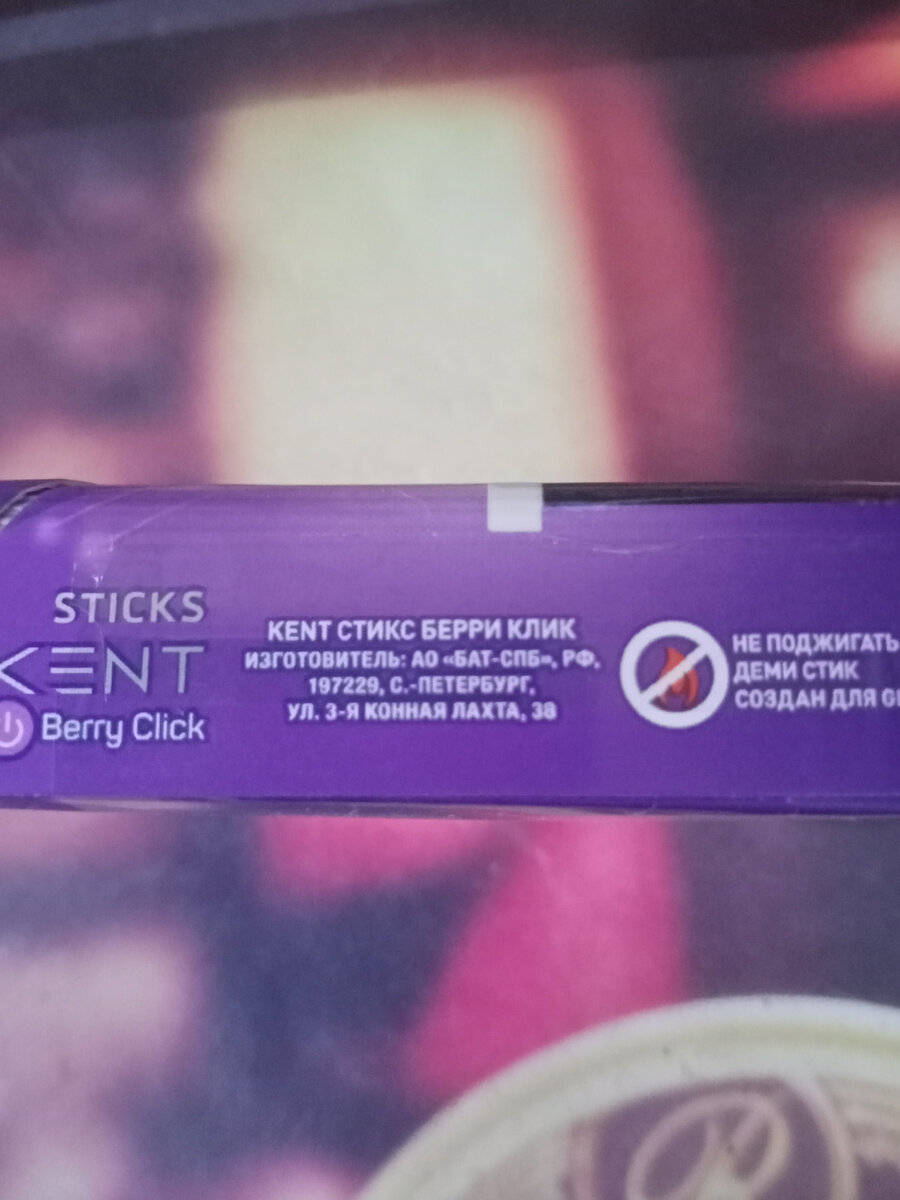 STICKS
KENT
Berry Click
KENT СТИКС БЕРРИ КЛИК
ИЗГОТОВИТЕЛЬ: АО «БАТ-СПБ», РФ,
197229, С.-ПЕТЕРБУРГ,
УЛ. 3-Я КОННАЯ ЛАХТА, 38
НЕ ПОДЖИГАТЬ
ДЕМИ СТИК
СОЗДАН ДЛЯ